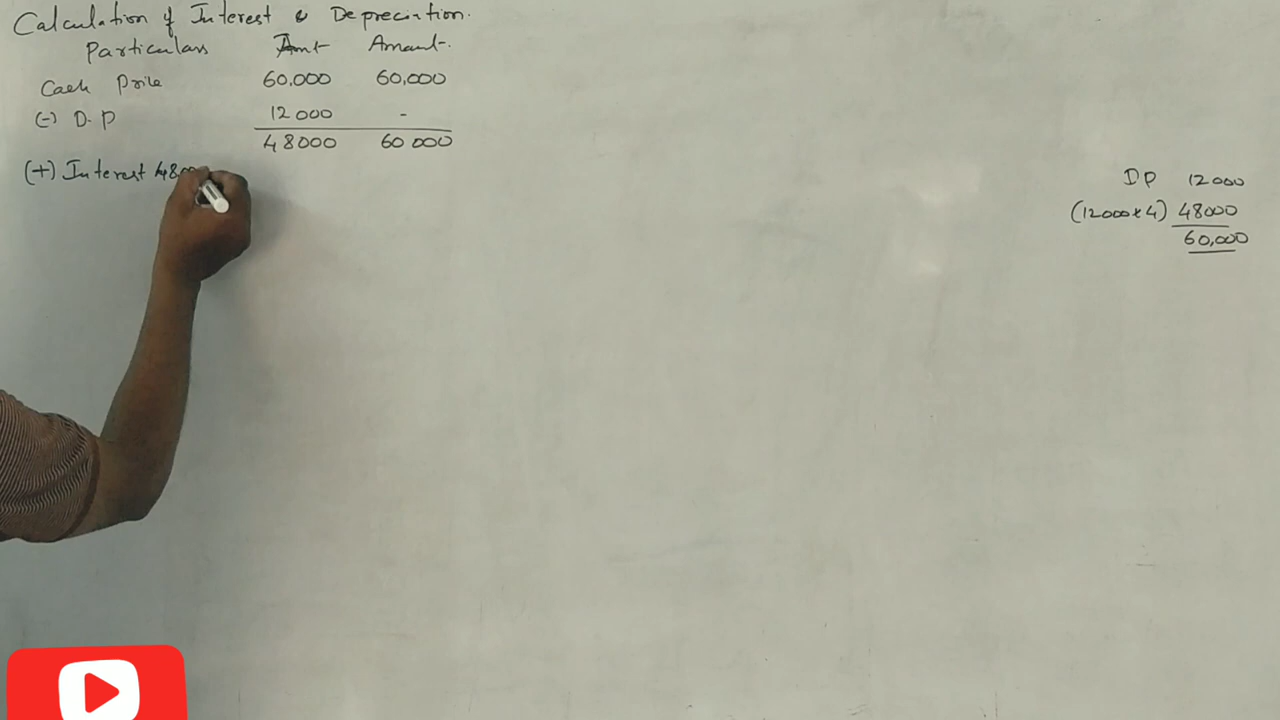 Calculation of Interest & Depreciation.
Particulars Amt Amount.
Cash Price 60,000 60,000
(-) D.P 12000 -
48000 60000
(+) Interest 480
DP 12000
(12000x4) 48000
60,000